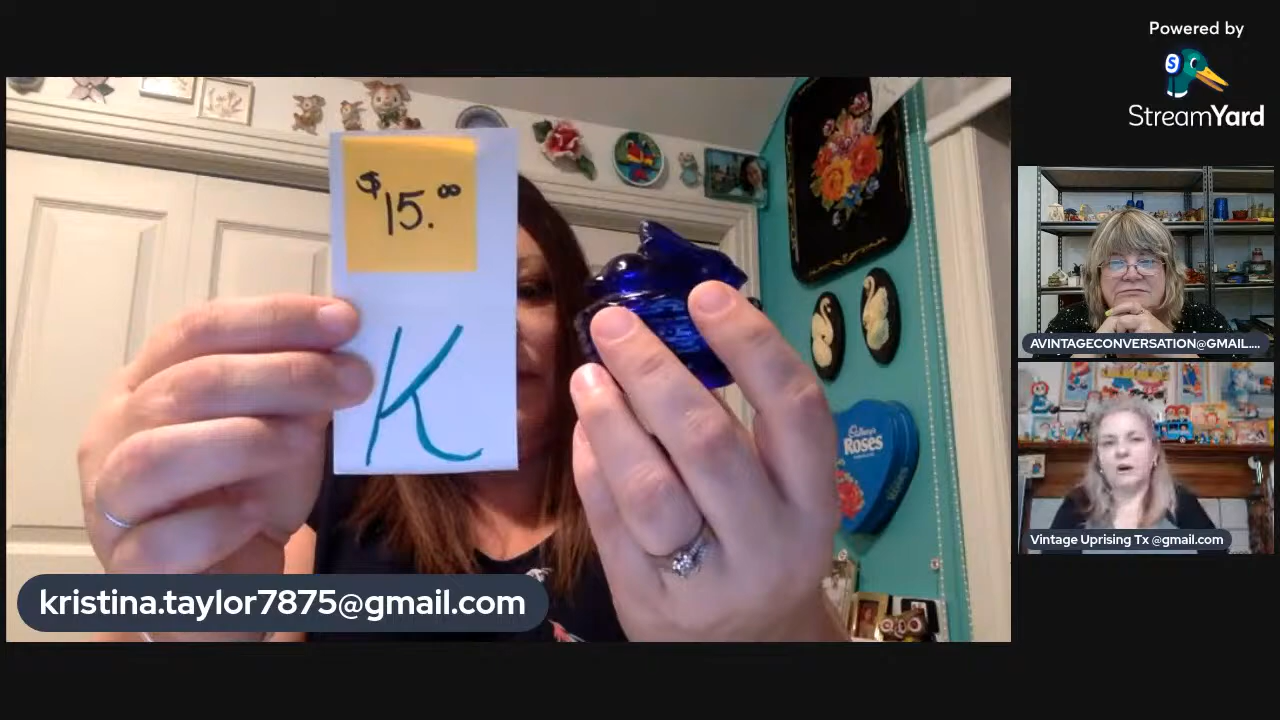 Powered by
S
StreamYard
$15.00
K
Roses
kristina.taylor7875@gmail.com
AVINTAGECONVERSATION@GMAIL....
Vintage Uprising Tx @gmail.com